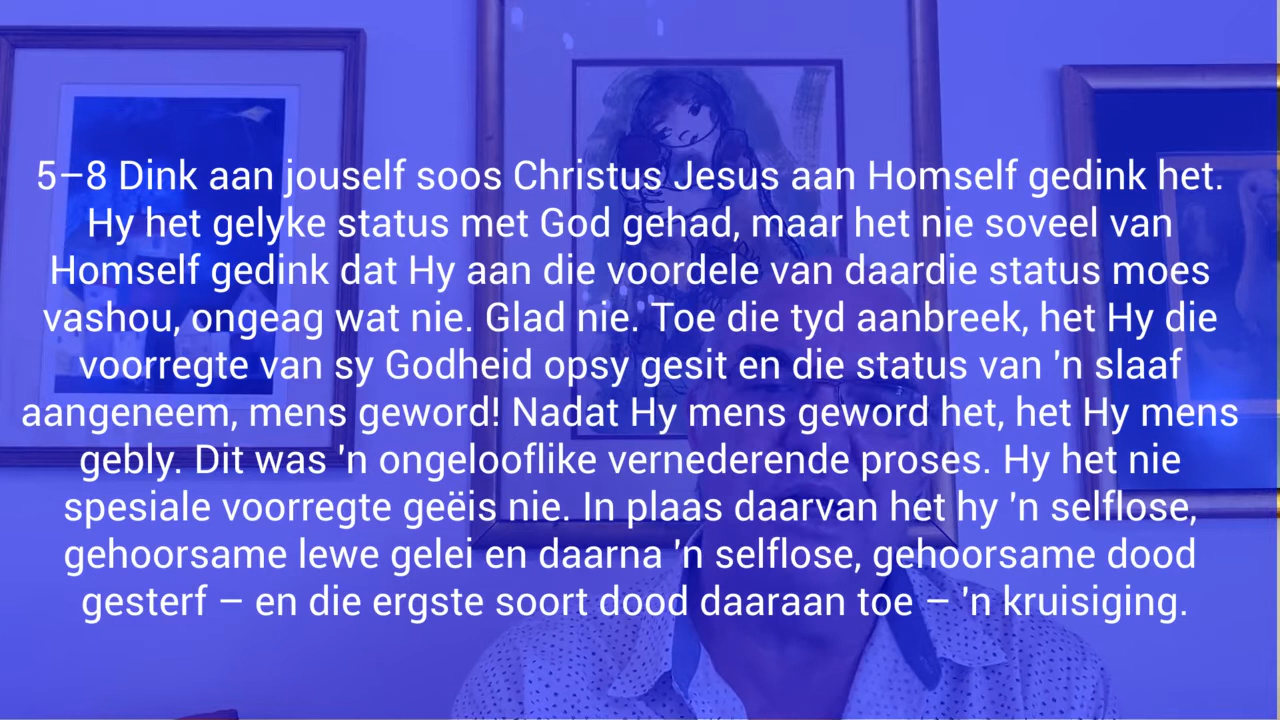 5–8 Dink aan jouself soos Christus Jesus aan Homself gedink het.
Hy het gelyke status met God gehad, maar het nie soveel van
Homself gedink dat Hy aan die voordele van daardie status moes
vashou, ongeag wat nie. Glad nie. Toe die tyd aanbreek, het Hy die
voorregte van sy Godheid opsy gesit en die status van 'n slaaf
aangeneem, mens geword! Nadat Hy mens geword het, het Hy mens
gebly. Dit was 'n ongelooflike vernederende proses. Hy het nie
spesiale voorregte geëis nie. In plaas daarvan het hy 'n selflose,
gehoorsame lewe gelei en daarna 'n selflose, gehoorsame dood
gesterf – en die ergste soort dood daaraan toe – 'n kruisiging.